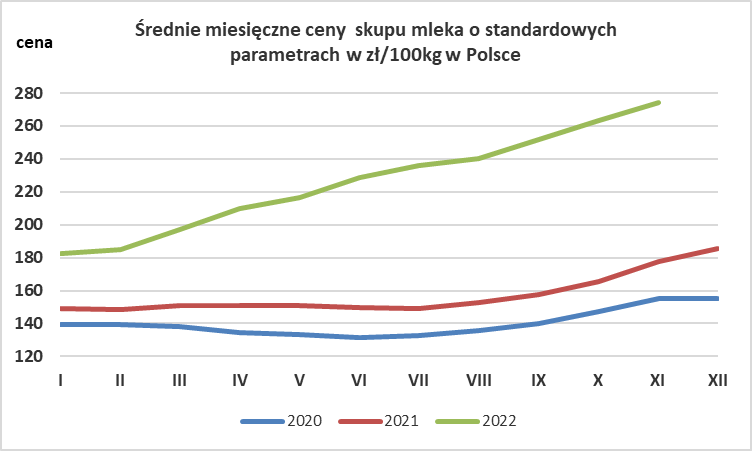 Średnie miesięczne ceny skupu mleka o standardowych
parametrach w zł/100kg w Polsce
cena
280
260
240
220
200
180
160
140
120
I II III IV V VI VII VIII IX X XI XII
2020 2021 2022